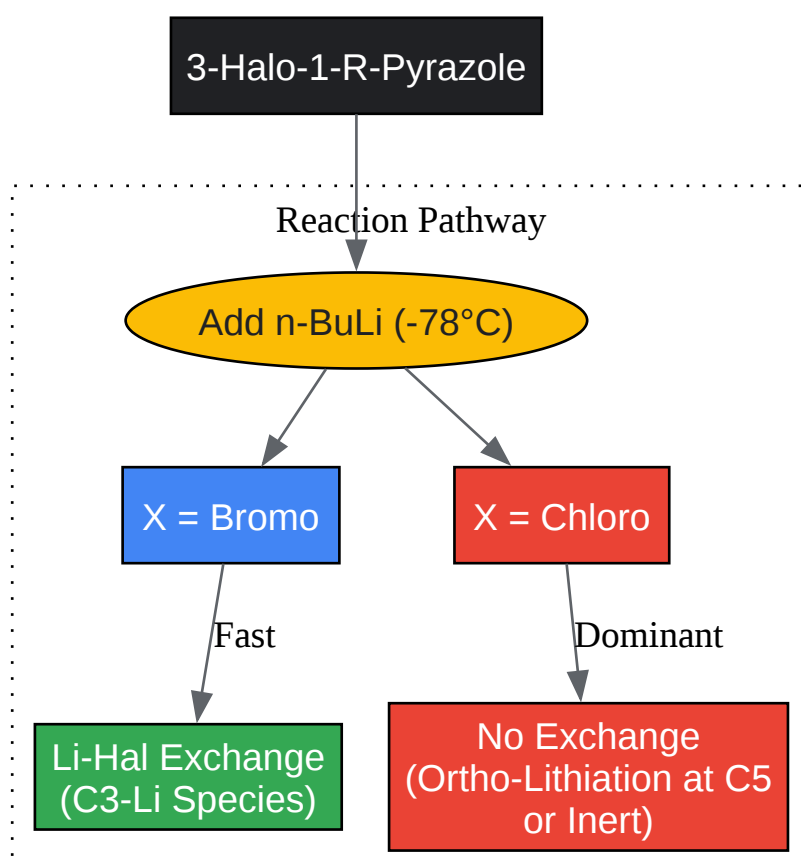 3-Halo-1-R-Pyrazole
Reaction Pathway
Add n-BuLi (-78°C)
X = Bromo
X = Chloro
Fast
Dominant
Li-Hal Exchange
(C3-Li Species)
No Exchange
(Ortho-Lithiation at C5
or Inert)